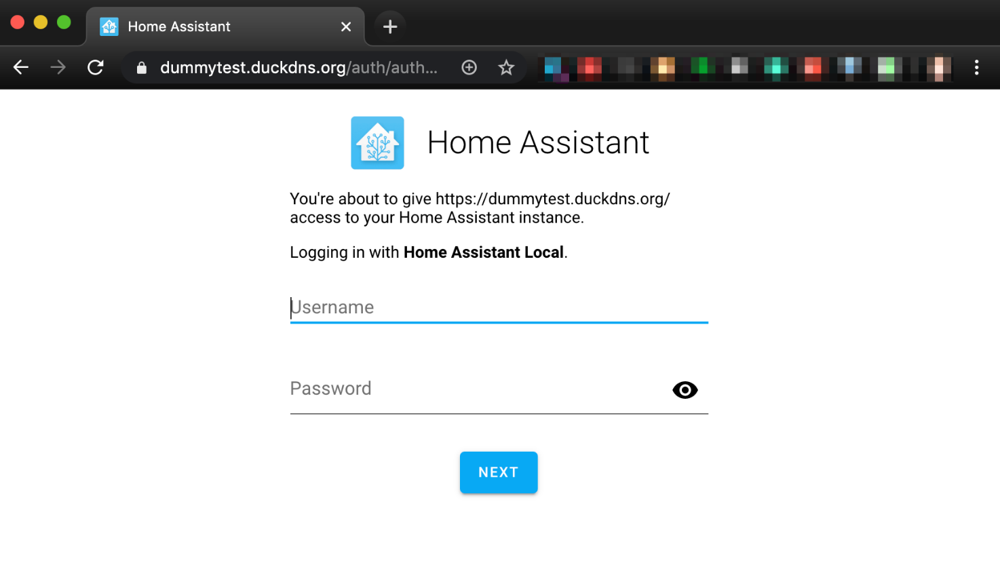 Home Assistant
dummytest.duckdns.org/auth/auth...
Home Assistant
You're about to give https://dummytest.duckdns.org/
access to your Home Assistant instance.
Logging in with Home Assistant Local.
Username
Password
NEXT